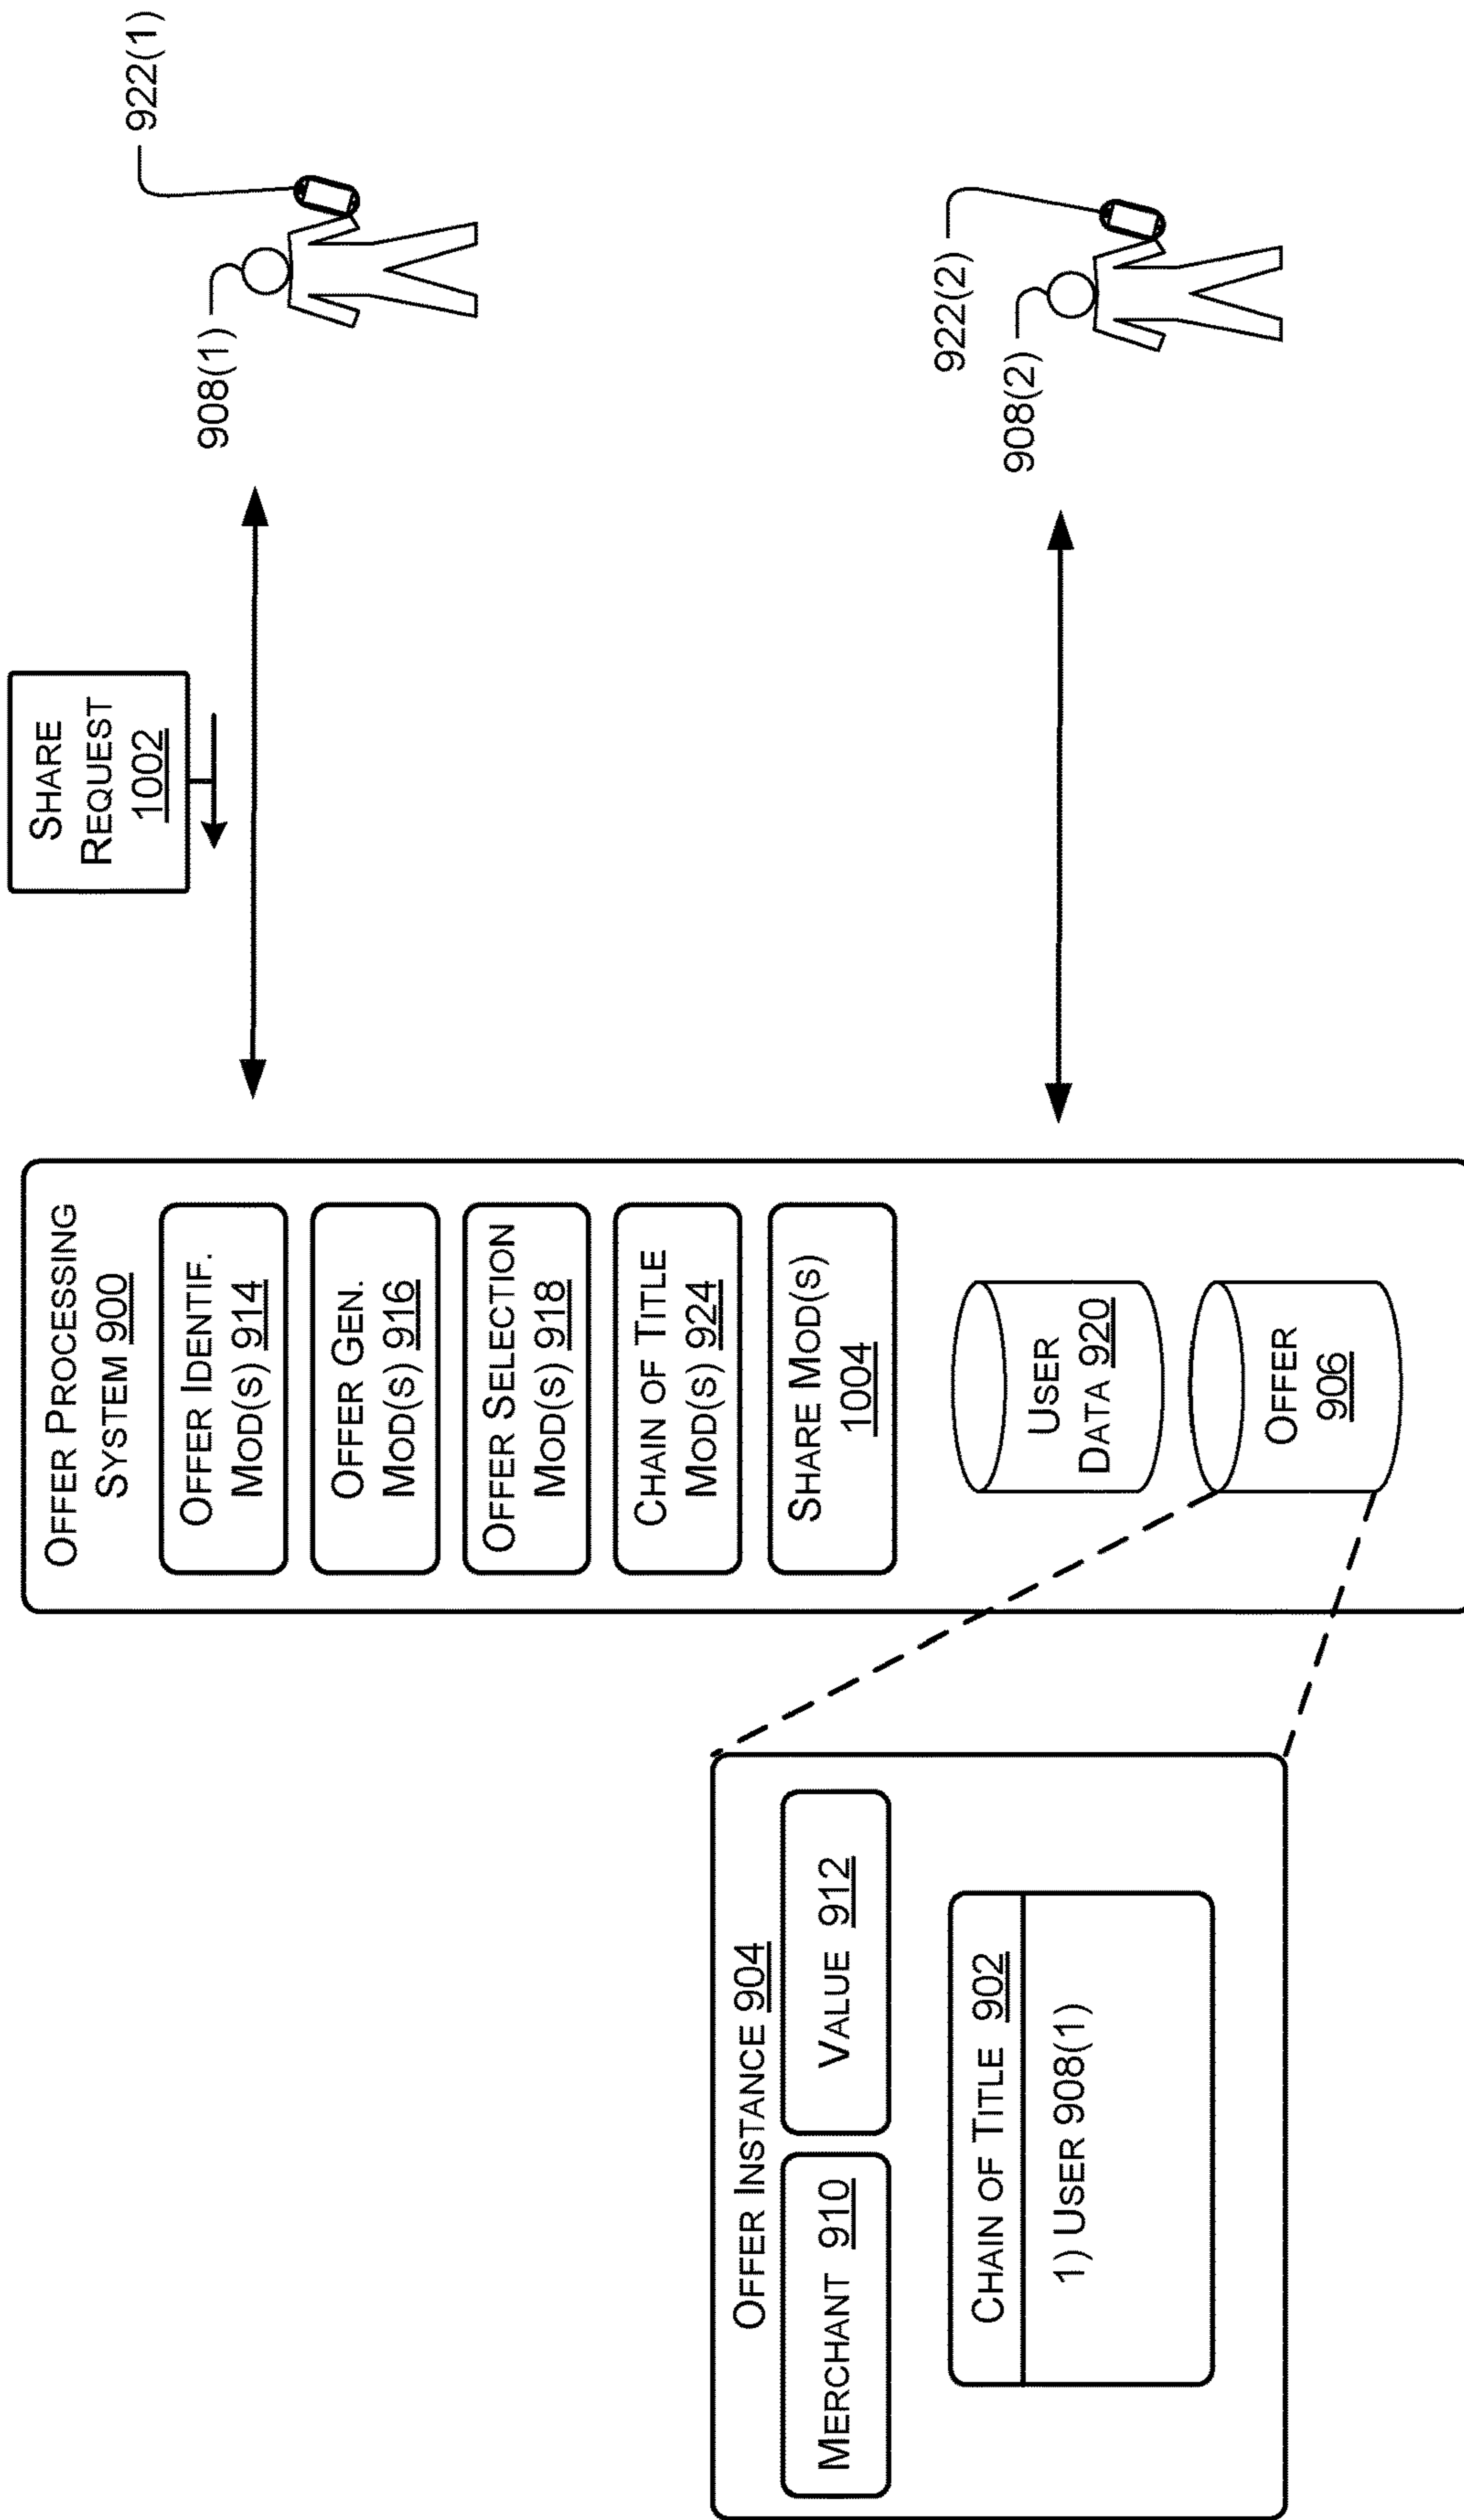 OFFER INSTANCE 904
MERCHANT 910
VALUE 912
CHAIN OF TITLE 902
1) USER 908(1)
OFFER PROCESSING
SYSTEM 900
OFFER IDENTIF.
MOD(S) 914
OFFER GEN.
MOD(S) 916
OFFER SELECTION
MOD(S) 918
CHAIN OF TITLE
MOD(S) 924
SHARE MOD(S)
1004
USER
DATA 920
OFFER
906
SHARE
REQUEST
1002
908(1)
922(1)
922(2)
908(2)